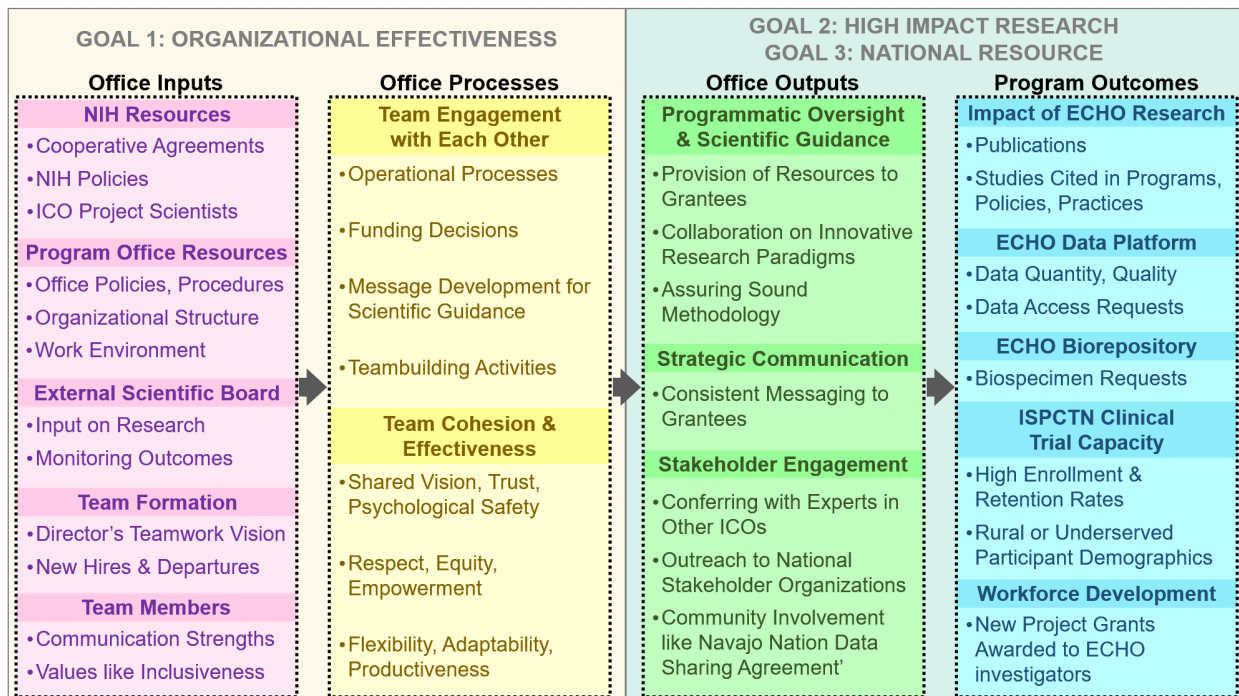 GOAL 1: ORGANIZATIONAL EFFECTIVENESS
GOAL 2: HIGH IMPACT RESEARCH
GOAL 3: NATIONAL RESOURCE
Office Inputs
NIH Resources
•Cooperative Agreements
•NIH Policies
•ICO Project Scientists
Program Office Resources
•Office Policies, Procedures
•Organizational Structure
•Work Environment
External Scientific Board
•Input on Research
•Monitoring Outcomes
Team Formation
•Director's Teamwork Vision
•New Hires & Departures
Team Members
•Communication Strengths
•Values like Inclusiveness
Office Processes
Team Engagement
with Each Other
•Operational Processes
•Funding Decisions
•Message Development for
Scientific Guidance
•Teambuilding Activities
Team Cohesion &
Effectiveness
•Shared Vision, Trust,
Psychological Safety
•Respect, Equity,
Empowerment
•Flexibility, Adaptability,
Productiveness
Office Outputs
Programmatic Oversight
& Scientific Guidance
•Provision of Resources to
Grantees
•Collaboration on Innovative
Research Paradigms
•Assuring Sound
Methodology
Strategic Communication
•Consistent Messaging to
Grantees
Stakeholder Engagement
•Conferring with Experts in
Other ICOs
•Outreach to National
Stakeholder Organizations
•Community Involvement
like Navajo Nation Data
Sharing Agreement'
Program Outcomes
Impact of ECHO Research
•Publications
•Studies Cited in Programs,
Policies, Practices
ECHO Data Platform
•Data Quantity, Quality
•Data Access Requests
ECHO Biorepository
•Biospecimen Requests
ISPCTN Clinical
Trial Capacity
•High Enrollment &
Retention Rates
•Rural or Underserved
Participant Demographics
Workforce Development
•New Project Grants
Awarded to ECHO
investigators